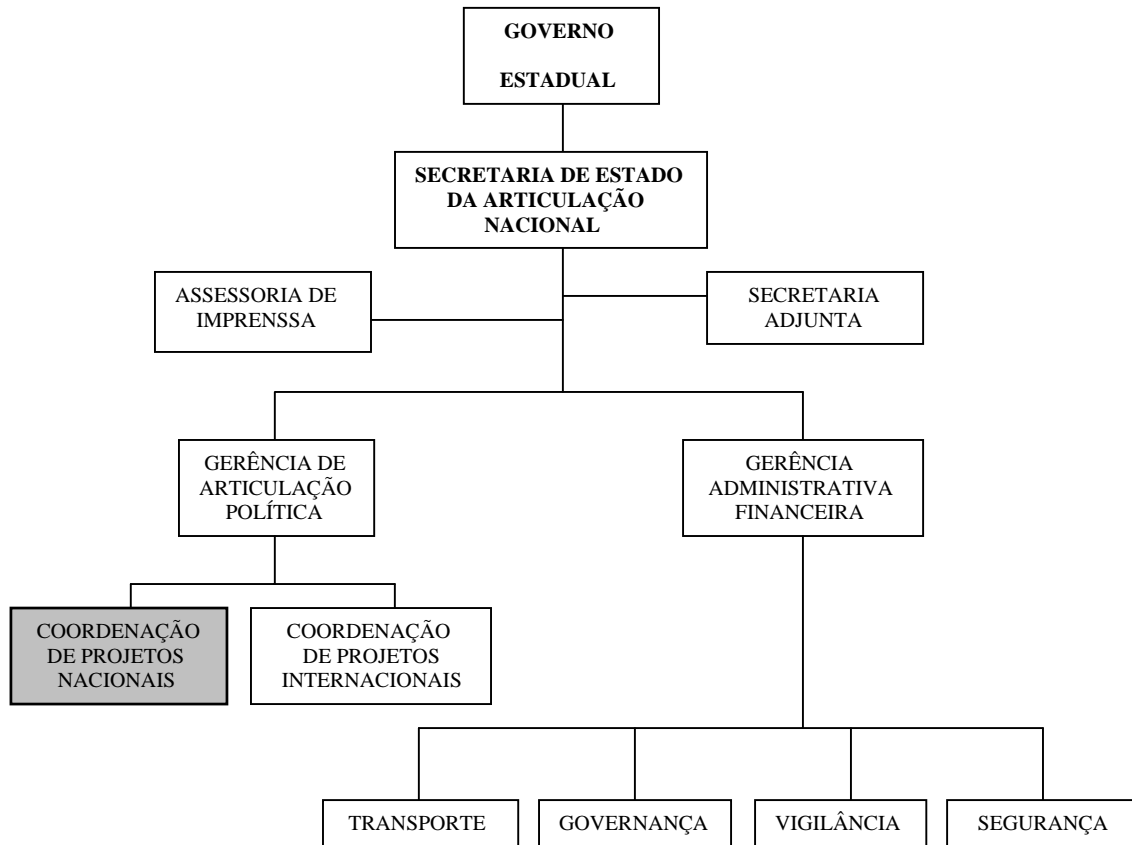 GOVERNO
ESTADUAL
SECRETARIA DE ESTADO
DA ARTICULAÇÃO
NACIONAL
ASSESSORIA DE
IMPRENSSA
SECRETARIA
ADJUNTA
GERÊNCIA DE
ARTICULAÇÃO
POLÍTICA
GERÊNCIA
ADMINISTRATIVA
FINANCEIRA
COORDENAÇÃO
DE PROJETOS
NACIONAIS
COORDENAÇÃO
DE PROJETOS
INTERNACIONAIS
TRANSPORTE
GOVERNANÇA
VIGILÂNCIA
SEGURANÇA